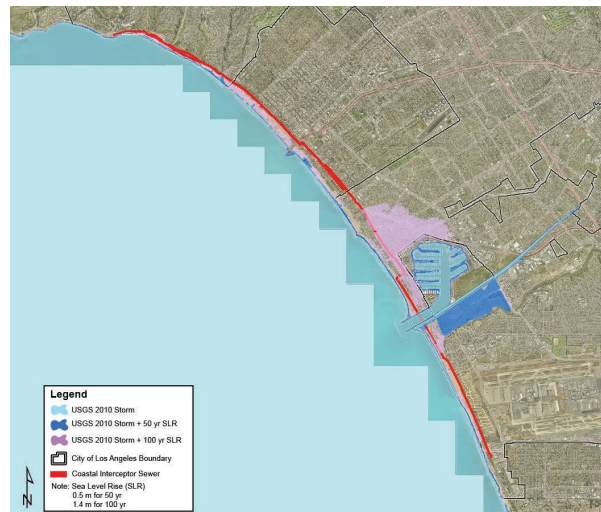 Legend
USGS 2010 Storm
USGS 2010 Storm + 50 yr SLR
USGS 2010 Storm + 100 yr SLR
City of Los Angeles Boundary
Coastal Interceptor Sewer
Note: Sea Level Rise (SLR)
0.5 m for 50 yr
1.4 m for 100 yr
N